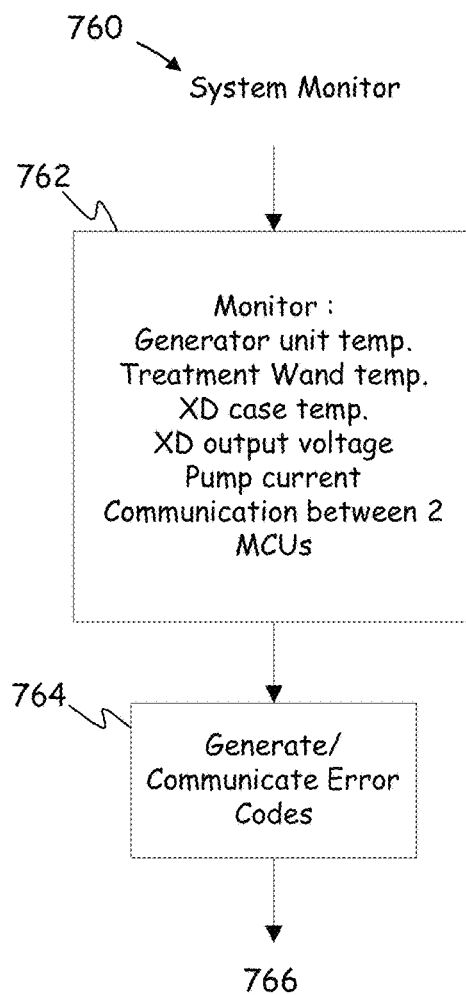 760
System Monitor
762
Monitor :
Generator unit temp.
Treatment Wand temp.
XD case temp.
XD output voltage
Pump current
Communication between 2
MCUs
764
Generate/
Communicate Error
Codes
766